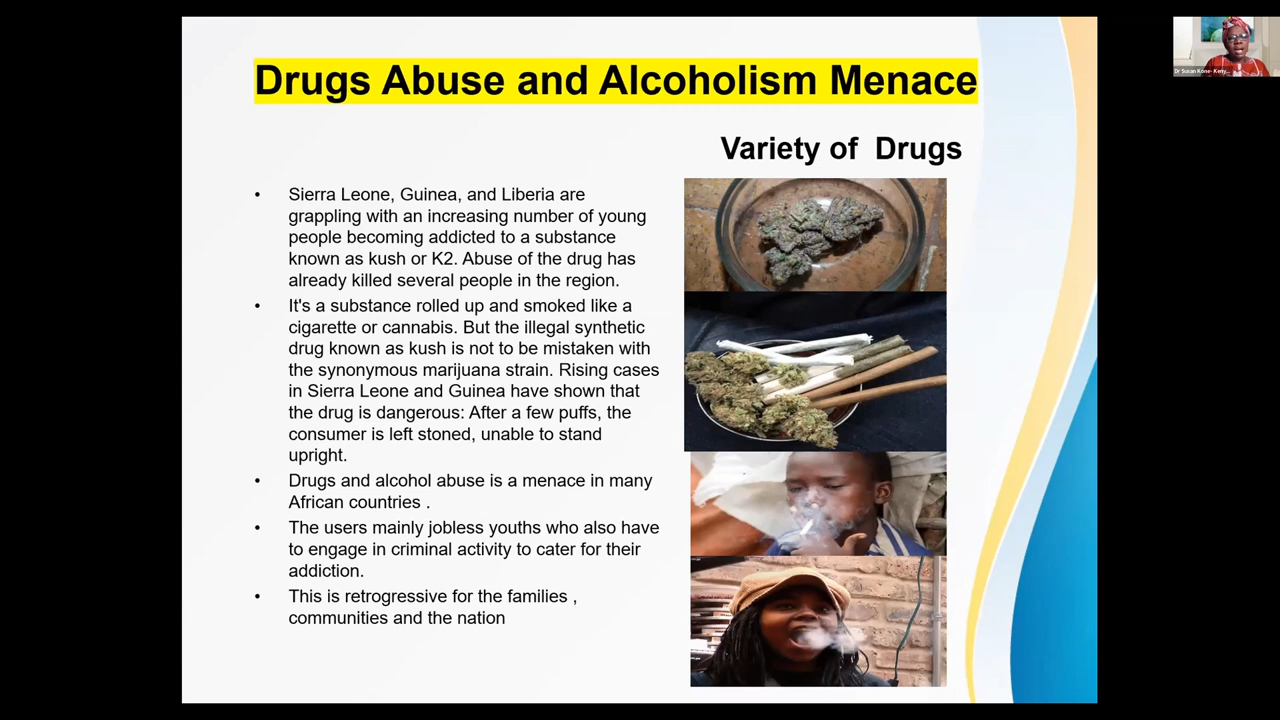 Drugs Abuse and Alcoholism Menace
Variety of  Drugs
• Sierra Leone, Guinea, and Liberia are
grappling with an increasing number of young
people becoming addicted to a substance
known as kush or K2. Abuse of the drug has
already killed several people in the region.
• It's a substance rolled up and smoked like a
cigarette or cannabis. But the illegal synthetic
drug known as kush is not to be mistaken with
the synonymous marijuana strain. Rising cases
in Sierra Leone and Guinea have shown that
the drug is dangerous: After a few puffs, the
consumer is left stoned, unable to stand
upright.
• Drugs and alcohol abuse is a menace in many
African countries .
• The users mainly jobless youths who also have
to engage in criminal activity to cater for their
addiction.
• This is retrogressive for the families ,
communities and the nation
Dr Susan Kone- Keny...